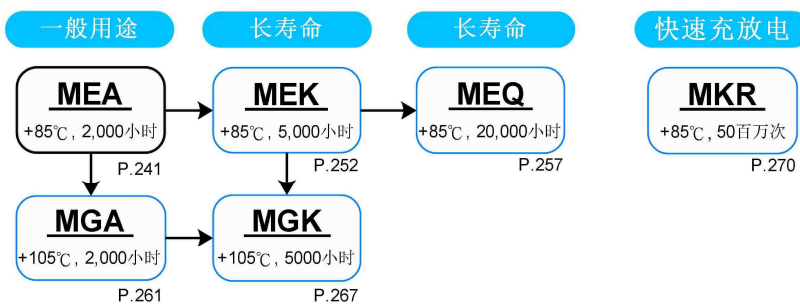 一般用途
长寿命
长寿命
快速充放电
MEA
+85℃, 2,000小时
P.241
MEK
+85℃, 5,000小时
P.252
MEQ
+85℃, 20,000小时
P.257
MKR
+85℃, 50百万次
P.270
MGA
+105℃, 2,000小时
P.261
MGK
+105℃, 5000小时
P.267